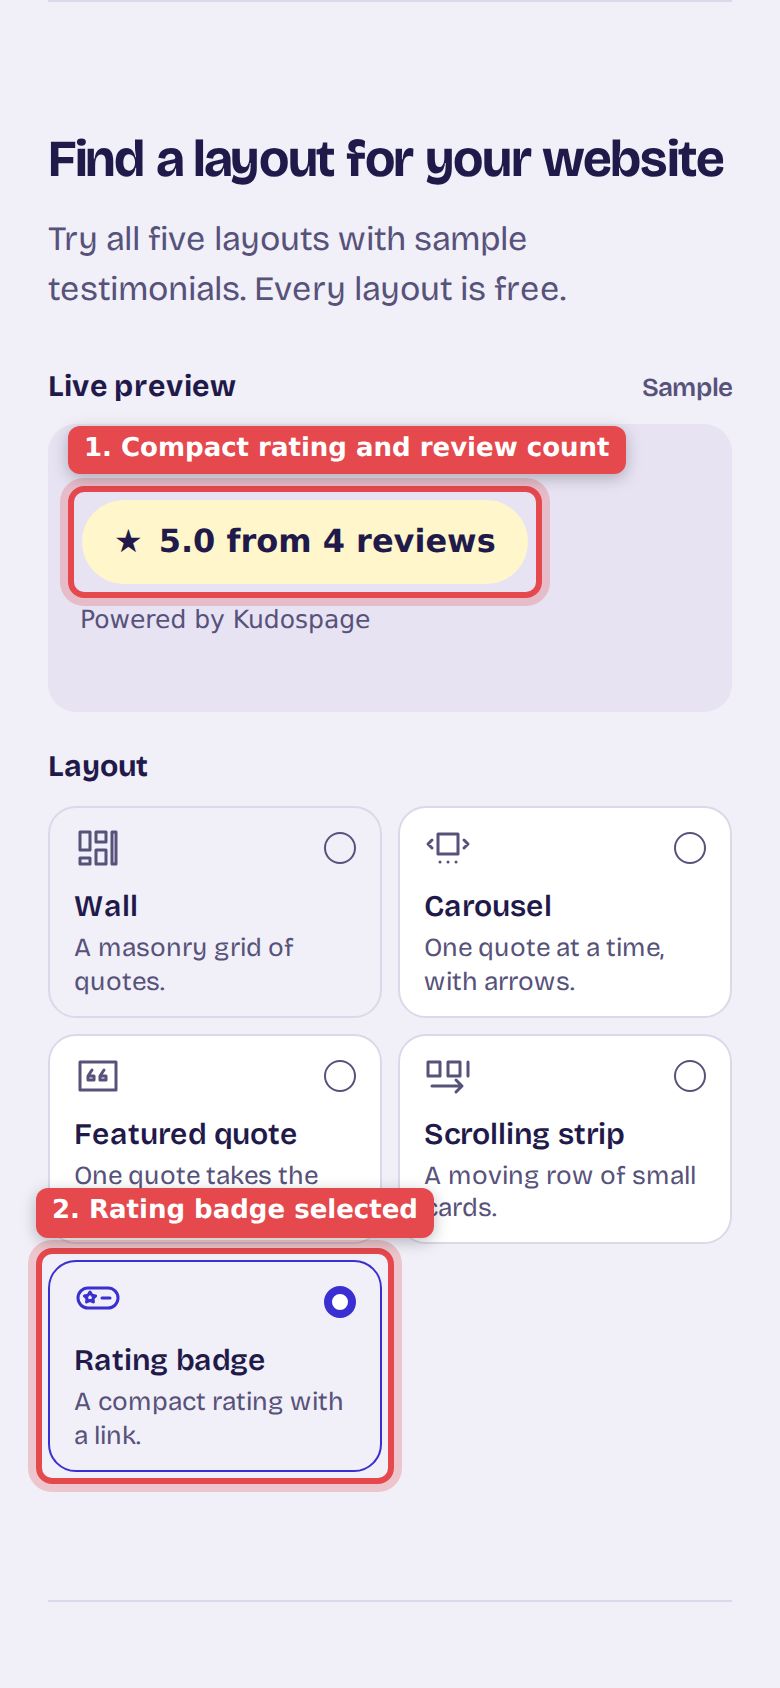 Find a layout for your website
Try all five layouts with sample
testimonials. Every layout is free.
Live preview
Sample
1. Compact rating and review count
★ 5.0 from 4 reviews
Powered by Kudospage
Layout
Wall
A masonry grid of
quotes.
Carousel
One quote at a time,
with arrows.
Featured quote
One quote takes the
Scrolling strip
A moving row of small
cards.
2. Rating badge selected
Rating badge
A compact rating with
a link.